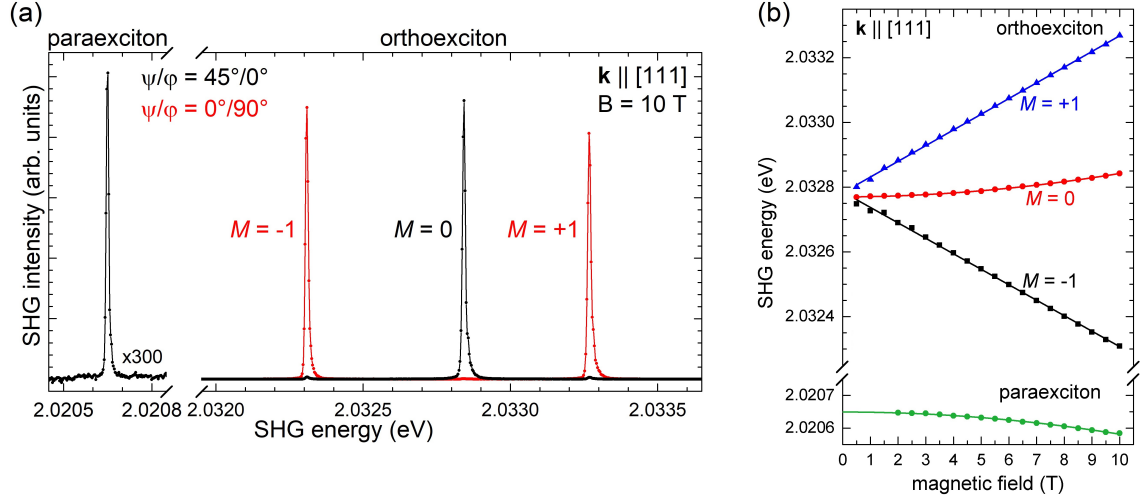 (a)
paraexciton
orthoexciton
ψ/φ = 45°/0°
ψ/φ = 0°/90°
k || [111]
B = 10 T
M = -1
M = 0
M = +1
x300
SHG intensity (arb. units)
2.0205
2.0208
2.0320
2.0325
2.0330
2.0335
SHG energy (eV)
(b)
k || [111]
orthoexciton
M = +1
M = 0
M = -1
paraexciton
SHG energy (eV)
2.0332
2.0330
2.0328
2.0326
2.0324
2.0207
2.0206
0 1 2 3 4 5 6 7 8 9 10
magnetic field (T)